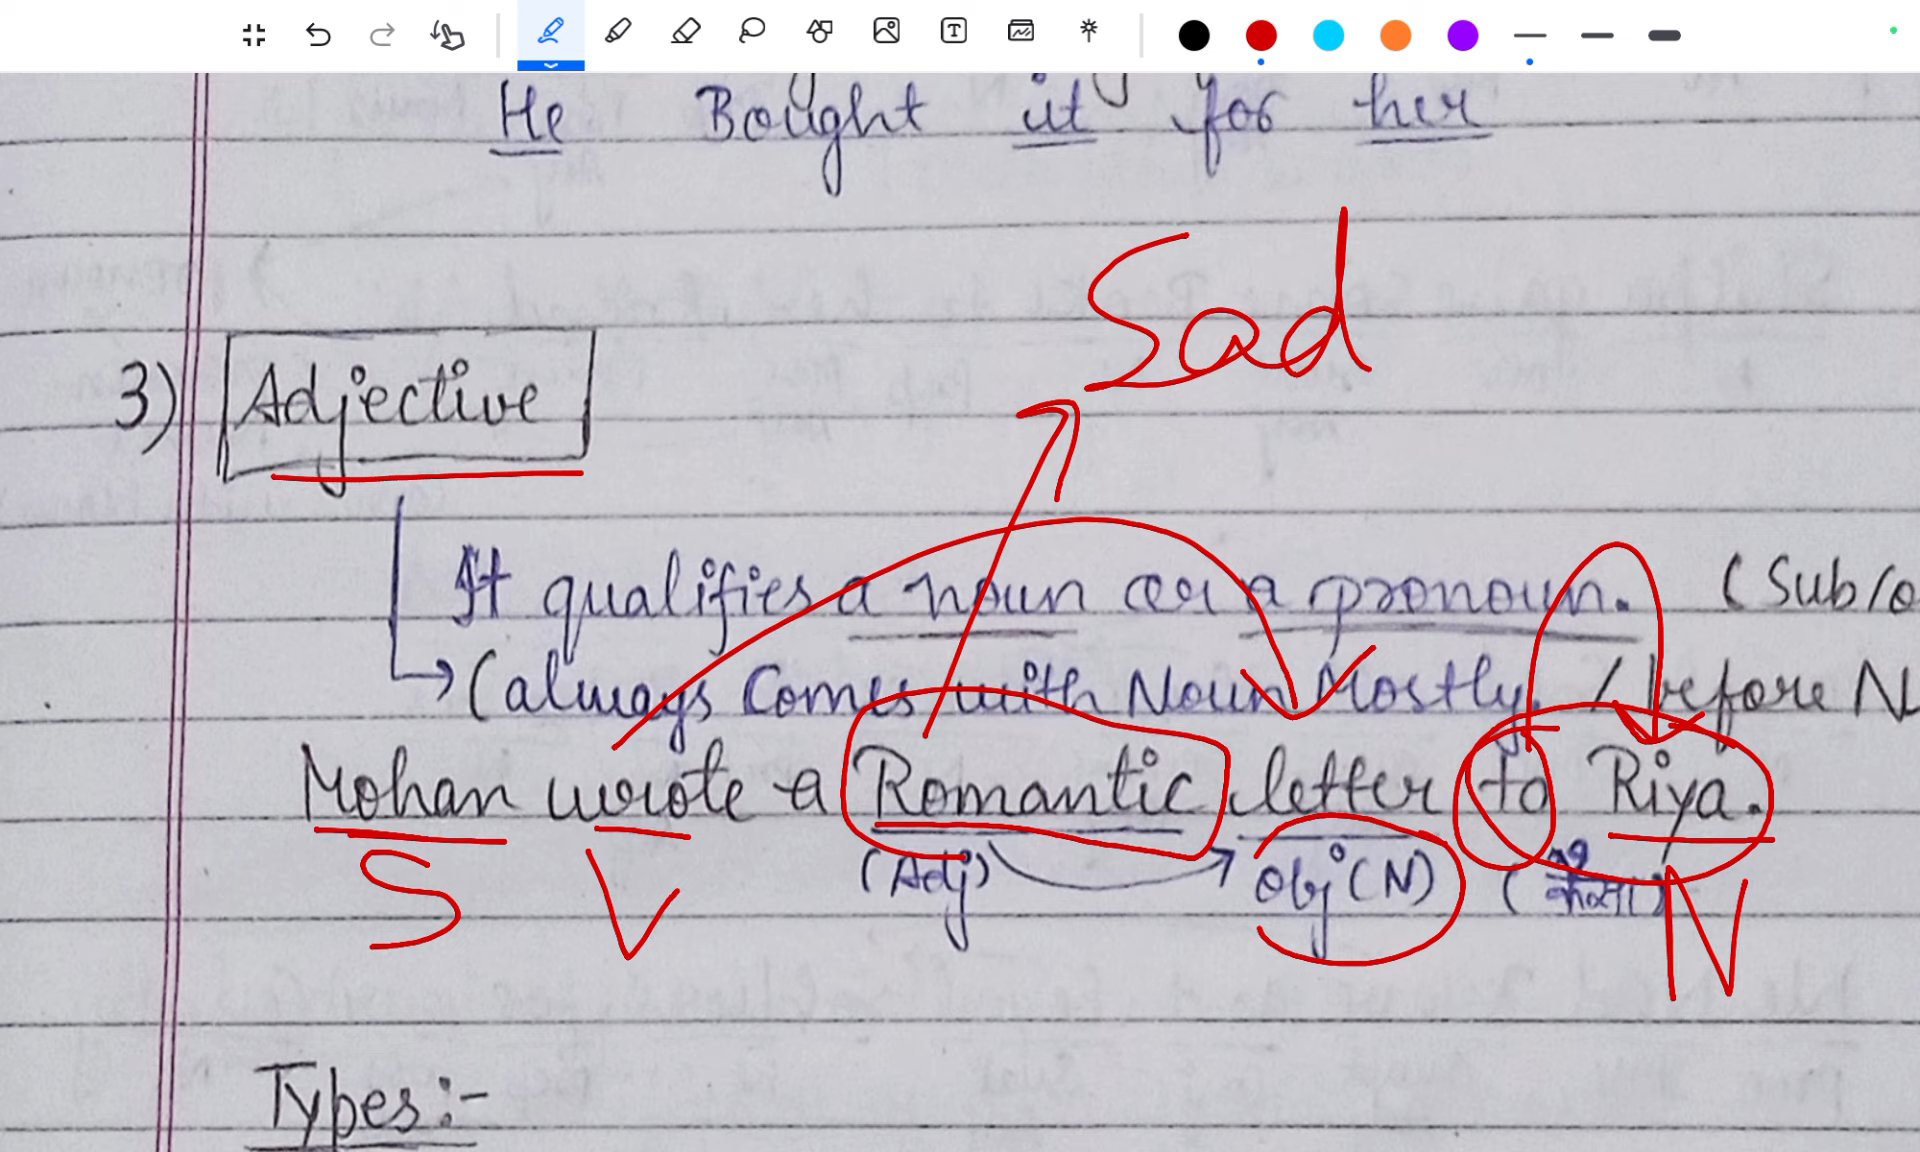 He Bought it for her
Sad
3) Adjective
It qualifies a noun or a pronoun. (Sub/o
(always Comes with Noun Mostly. / before N
Mohan wrote a Romantic letter to Riya.
S V (Adj) obj (N) N
Types:-